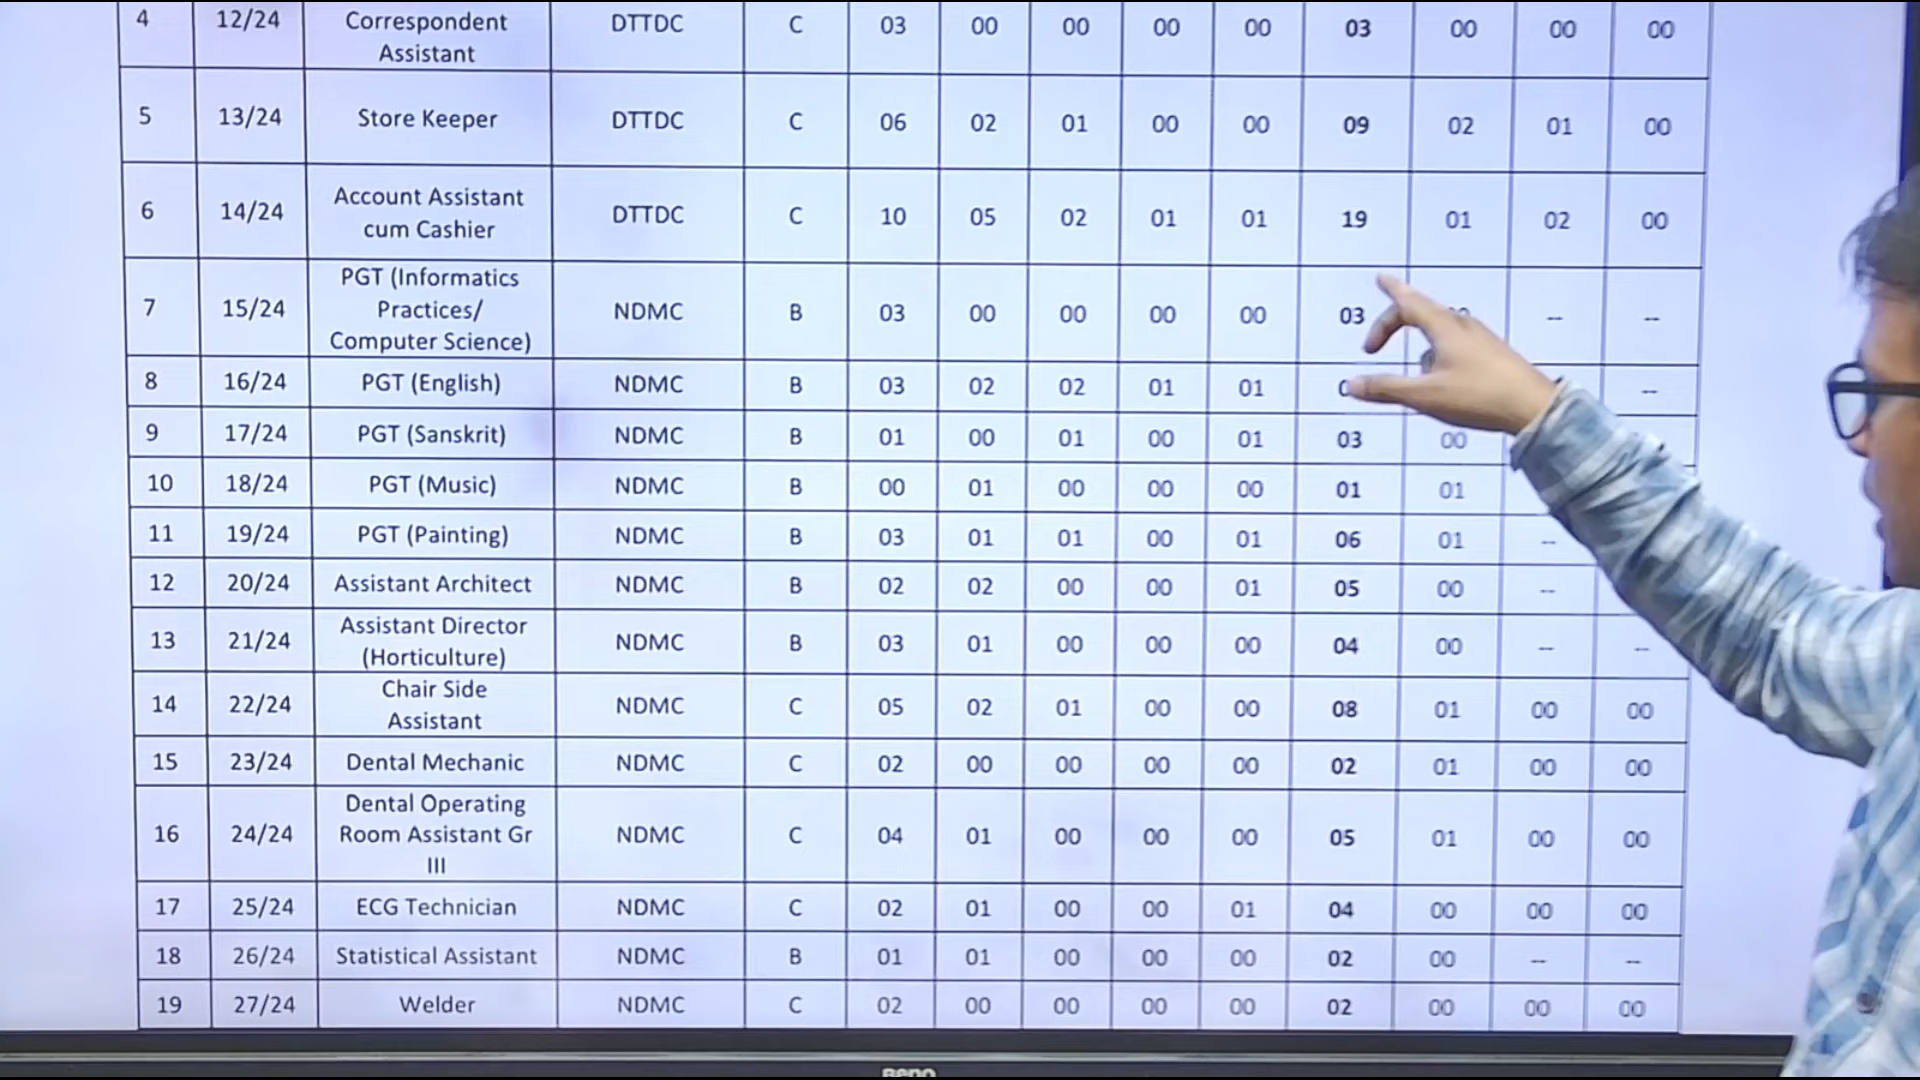 4 12/24 Correspondent Assistant DTTDC C 03 00 00 00 00 03 00 00 00
5 13/24 Store Keeper DTTDC C 06 02 01 00 00 09 02 01 00
6 14/24 Account Assistant cum Cashier DTTDC C 10 05 02 01 01 19 01 02 00
7 15/24 PGT (Informatics Practices/ Computer Science) NDMC B 03 00 00 00 00 03 -- --
8 16/24 PGT (English) NDMC B 03 02 02 01 01 --
9 17/24 PGT (Sanskrit) NDMC B 01 00 01 00 01 03 00
10 18/24 PGT (Music) NDMC B 00 01 00 00 00 01 01
11 19/24 PGT (Painting) NDMC B 03 01 01 00 01 06 01 --
12 20/24 Assistant Architect NDMC B 02 02 00 00 01 05 00 --
13 21/24 Assistant Director (Horticulture) NDMC B 03 01 00 00 00 04 00 -- --
14 22/24 Chair Side Assistant NDMC C 05 02 01 00 00 08 01 00 00
15 23/24 Dental Mechanic NDMC C 02 00 00 00 00 02 01 00 00
16 24/24 Dental Operating Room Assistant Gr III NDMC C 04 01 00 00 00 05 01 00 00
17 25/24 ECG Technician NDMC C 02 01 00 00 01 04 00 00 00
18 26/24 Statistical Assistant NDMC B 01 01 00 00 00 02 00 -- --
19 27/24 Welder NDMC C 02 00 00 00 00 02 00 00 00